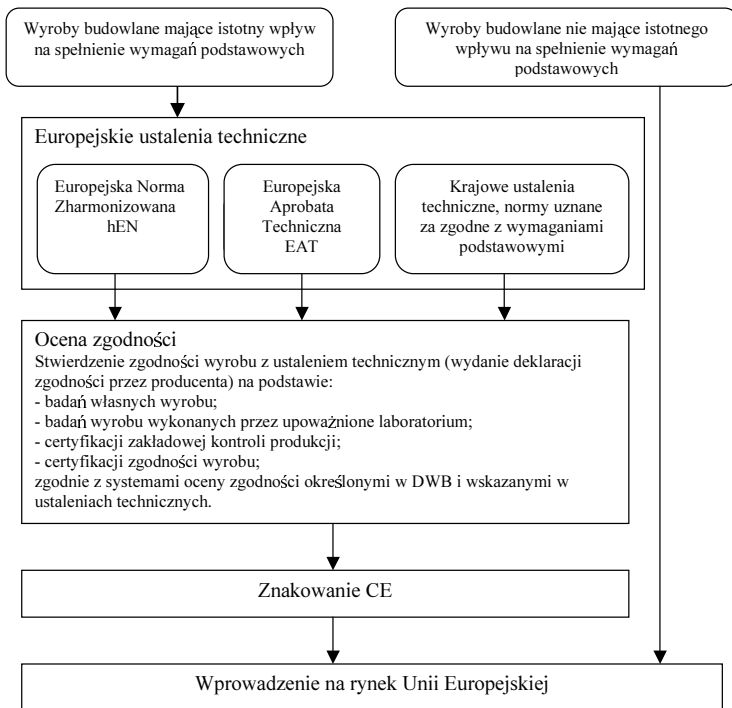 Wyroby budowlane mające istotny wpływ
na spełnienie wymagań podstawowych
Wyroby budowlane nie mające istotnego
wpływu na spełnienie wymagań
podstawowych
Europejskie ustalenia techniczne
Europejska Norma
Zharmonizowana
hEN
Europejska
Aprobata
Techniczna
EAT
Krajowe ustalenia
techniczne, normy uznane
za zgodne z wymaganiami
podstawowymi
Ocena zgodności
Stwierdzenie zgodności wyrobu z ustaleniem technicznym (wydanie deklaracji
zgodności przez producenta) na podstawie:
- badań własnych wyrobu;
- badań wyrobu wykonanych przez upoważnione laboratorium;
- certyfikacji zakładowej kontroli produkcji;
- certyfikacji zgodności wyrobu;
zgodnie z systemami oceny zgodności określonymi w DWB i wskazanymi w
ustaleniach technicznych.
Znakowanie CE
Wprowadzenie na rynek Unii Europejskiej